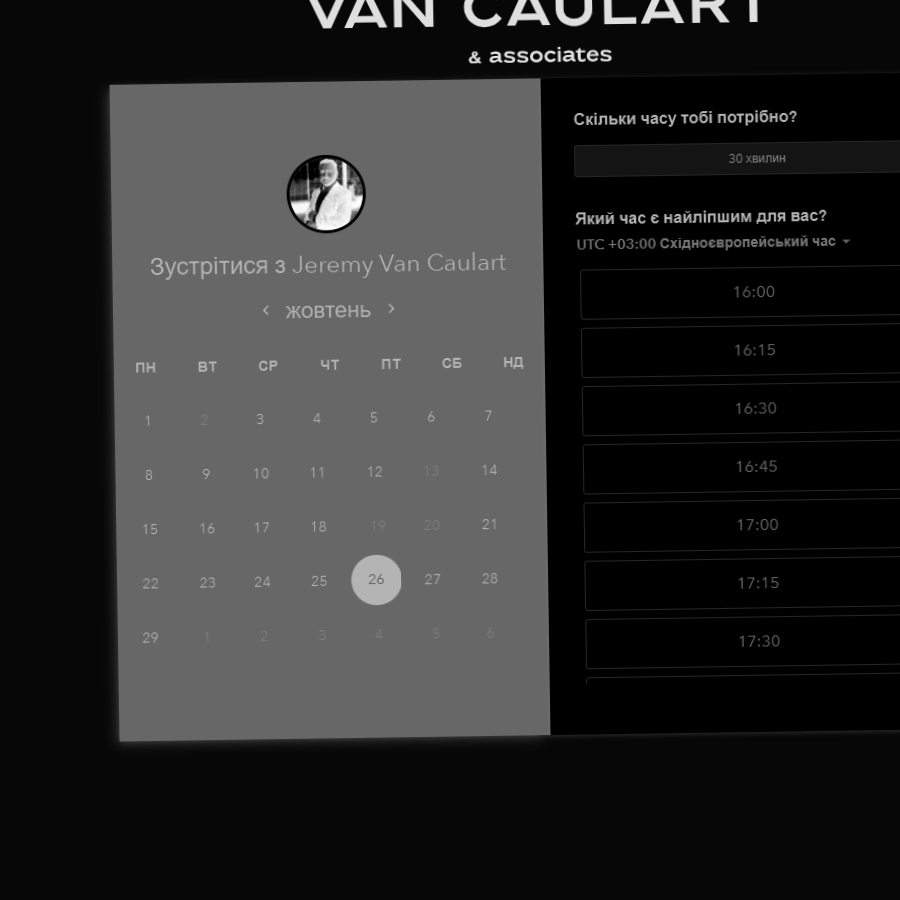 VAN CAULART
& associates
Зустрітися з Jeremy Van Caulart
‹ жовтень ›
ПН ВТ СР ЧТ ПТ СБ НД
1 2 3 4 5 6 7
8 9 10 11 12 13 14
15 16 17 18 19 20 21
22 23 24 25 26 27 28
29 1 2 3 4 5 6
Скільки часу тобі потрібно?
30 хвилин
Який час є найліпшим для вас?
UTC +03:00 Східноєвропейський час
16:00
16:15
16:30
16:45
17:00
17:15
17:30